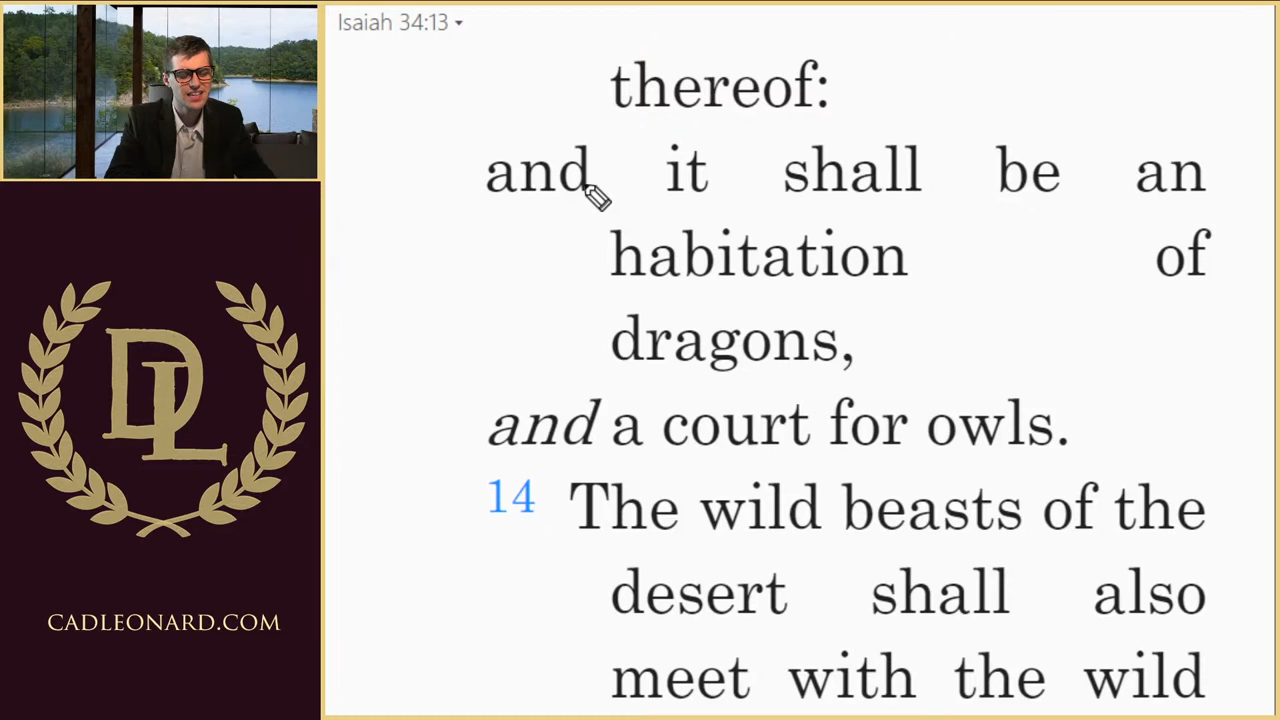 Isaiah 34:13
thereof:
and it shall be an
habitation of
dragons,
and a court for owls.
14 The wild beasts of the
desert shall also
meet with the wild
DL
CADLEONARD.COM